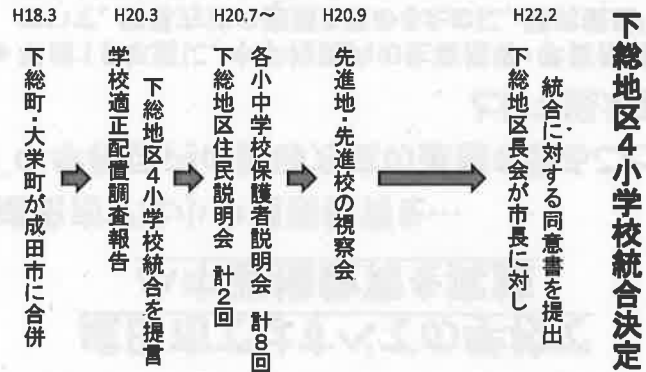 下総地区4小学校統合決定
H18.3
下総町・大栄町が成田市に合併
H20.3
学校適正配置調査報告
下総地区4小学校統合を提言
H20.7～
下総地区住民説明会 計2回
各小中学校保護者説明会 計8回
H20.9
先進地・先進校の視察会
H22.2
下総地区長会が市長に対し
統合に対する同意書を提出